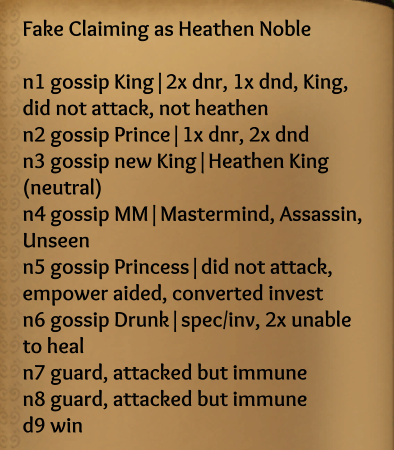 Fake Claiming as Heathen Noble

n1 gossip King|2x dnr, 1x dnd, King,
did not attack, not heathen
n2 gossip Prince|1x dnr, 2x dnd
n3 gossip new King|Heathen King
(neutral)
n4 gossip MM|Mastermind, Assassin,
Unseen
n5 gossip Princess|did not attack,
empower aided, converted invest
n6 gossip Drunk|spec/inv, 2x unable
to heal
n7 guard, attacked but immune
n8 guard, attacked but immune
d9 win